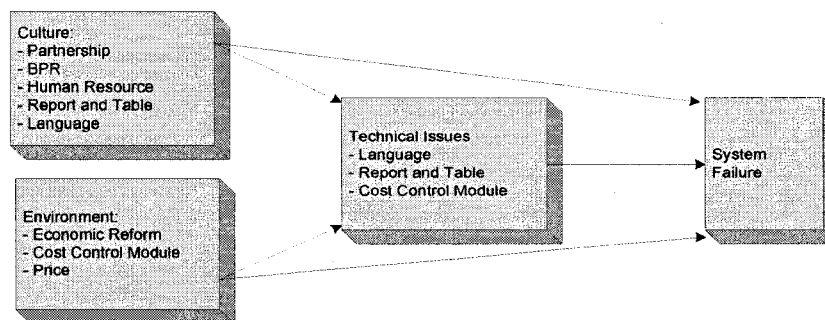 Culture:
- Partnership
- BPR
- Human Resource
- Report and Table
- Language
Technical Issues
- Language
- Report and Table
- Cost Control Module
System
Failure
Environment:
- Economic Reform
- Cost Control Module
- Price